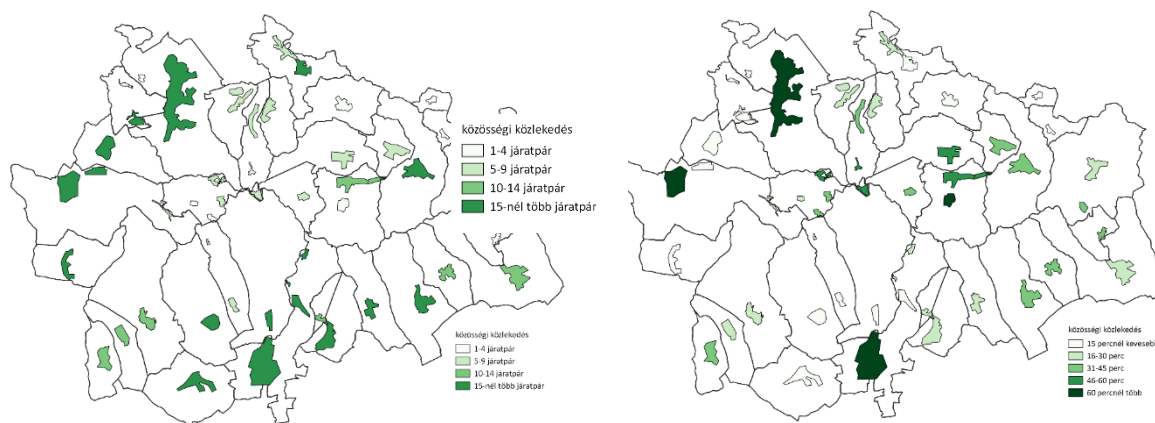 közösségi közlekedés
1-4 járatpár
5-9 járatpár
10-14 járatpár
15-nél több járatpár
közösségi közlekedés
1-4 járatpár
5-9 járatpár
10-14 járatpár
15-nél több járatpár
közösségi közlekedés
15 percnél kevesebb
16-30 perc
31-45 perc
46-60 perc
60 percnél több